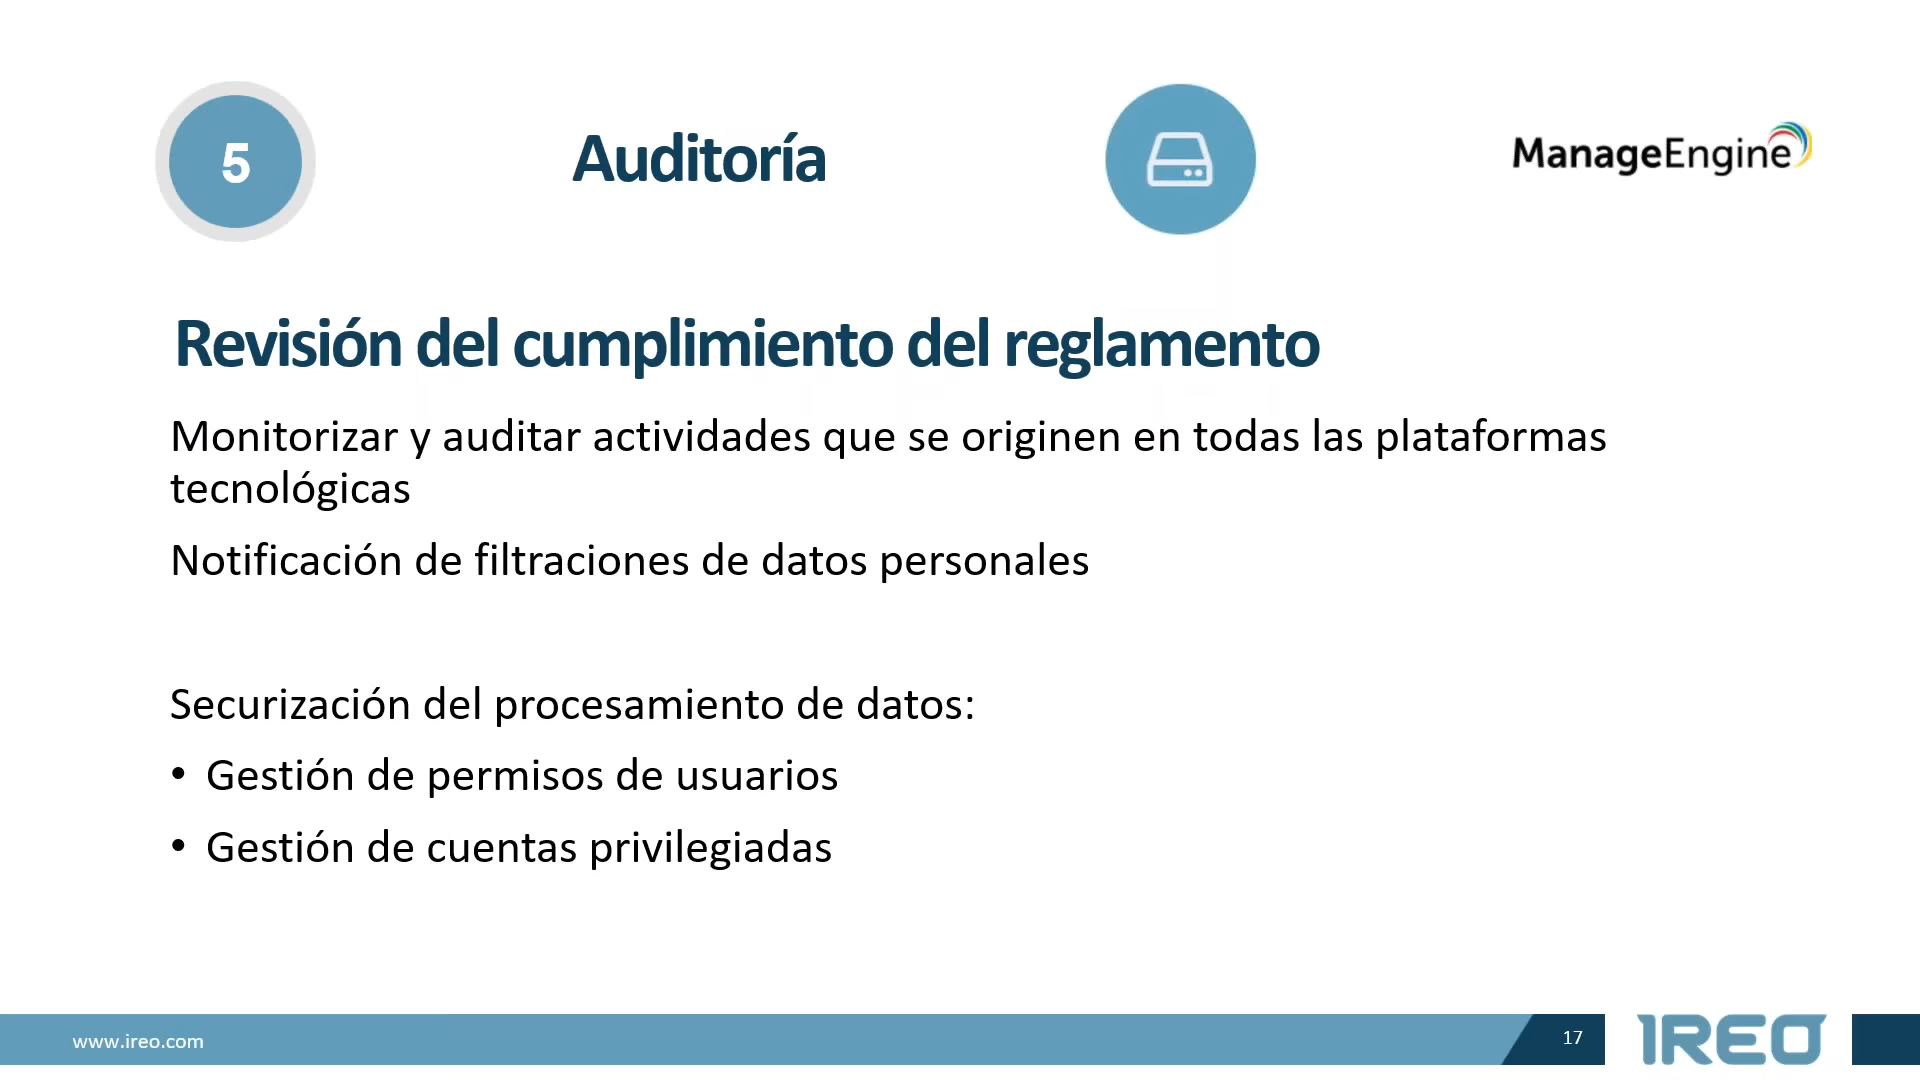 5
Auditoría
ManageEngine
Revisión del cumplimiento del reglamento
Monitorizar y auditar actividades que se originen en todas las plataformas
tecnológicas
Notificación de filtraciones de datos personales
Securización del procesamiento de datos:
• Gestión de permisos de usuarios
• Gestión de cuentas privilegiadas
www.ireo.com
17
IREO